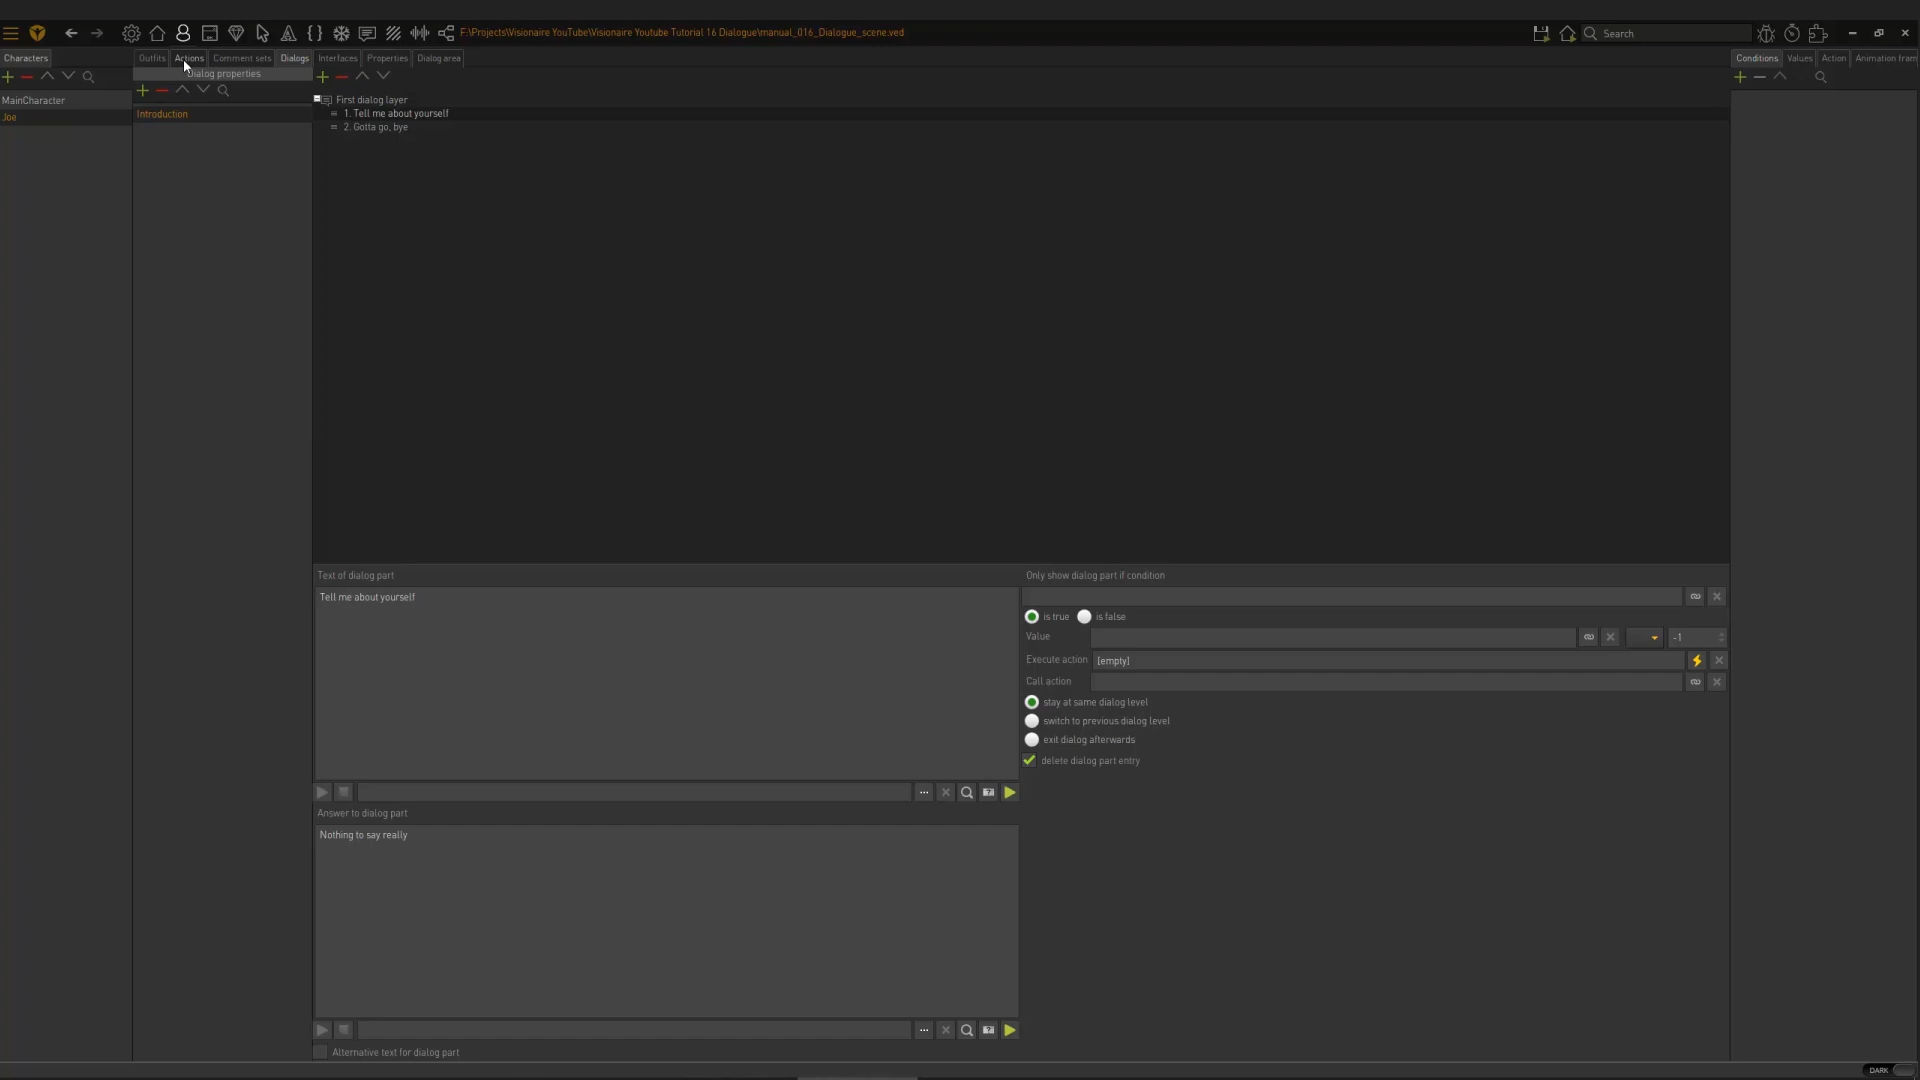 F:\Projects\Visionaire YouTube\Visionaire Youtube Tutorial 16 Dialogue\manual_016_Dialogue_scene.ved
Search
Characters
Outfits
Actions
Comment sets
Dialogs
Interfaces
Properties
Dialog area
Conditions
Values
Action
Animation fram
Dialog properties
MainCharacter
Joe
Introduction
First dialog layer
1. Tell me about yourself
2. Gotta go, bye
Text of dialog part
Tell me about yourself
Answer to dialog part
Nothing to say really
Alternative text for dialog part
Only show dialog part if condition
is true
is false
Value
-1
Execute action
[empty]
Call action
stay at same dialog level
switch to previous dialog level
exit dialog afterwards
delete dialog part entry
DARK